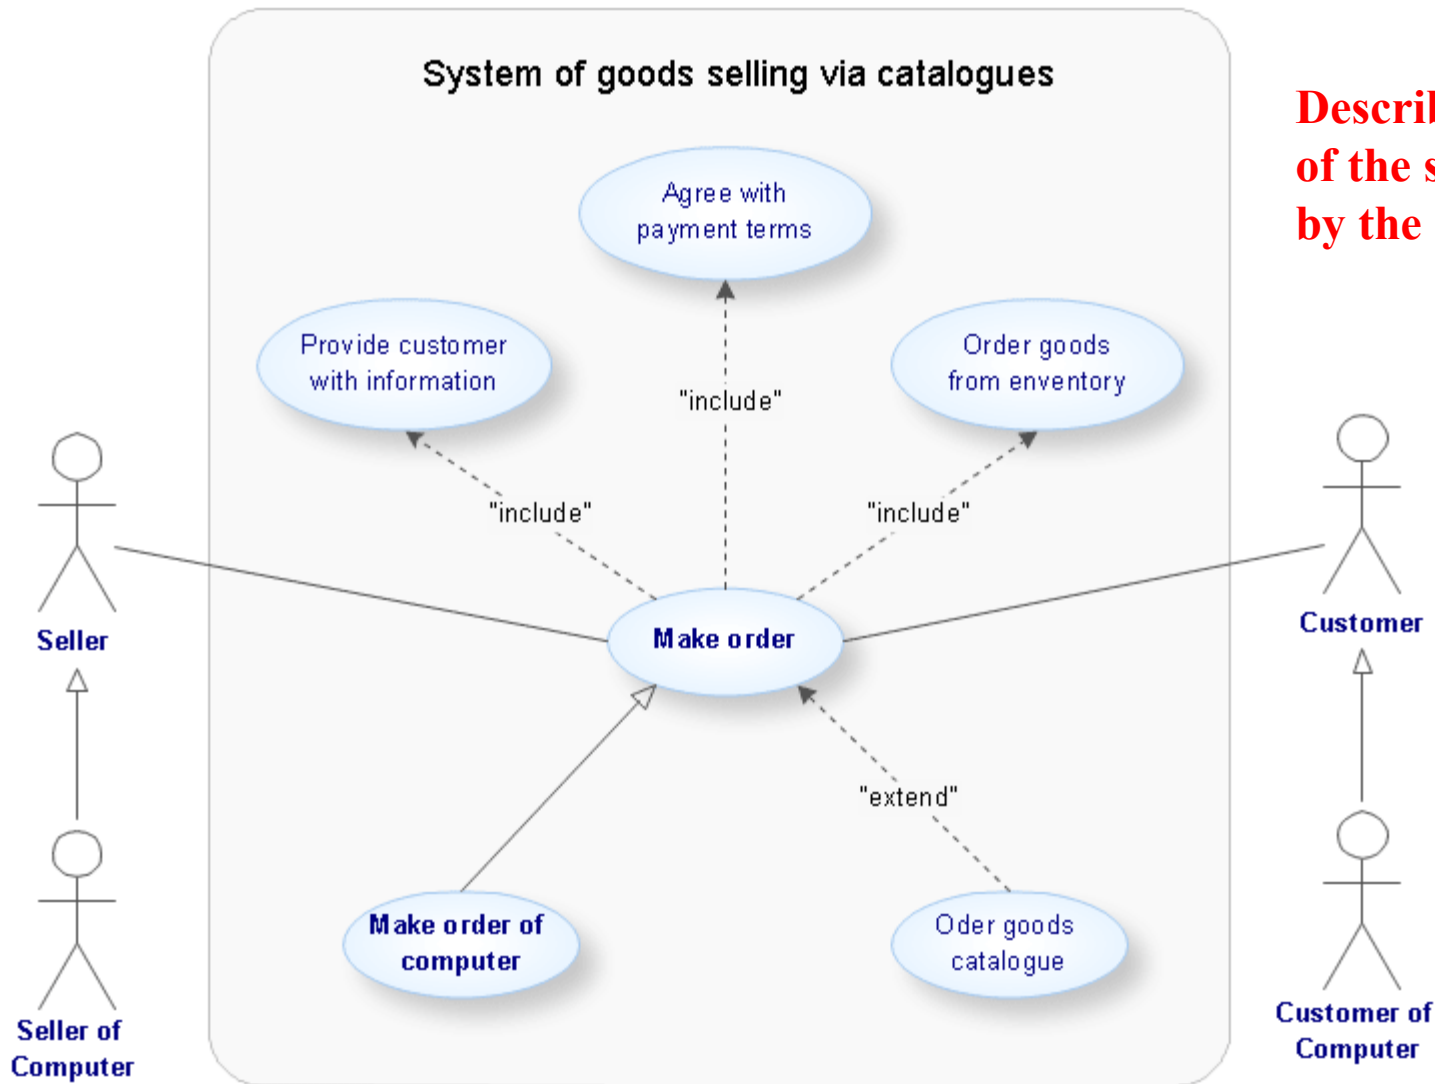 System of goods selling via catalogues
of the
by the
Agree with
payment terms
Provide customer
with information
Order goods
from enventory
"include"
"include"
"include"
Seller
Make order
Customer
"extend"
Make order of
computer
Oder goods
catalogue
Seller of
Computer
Customer of
Computer